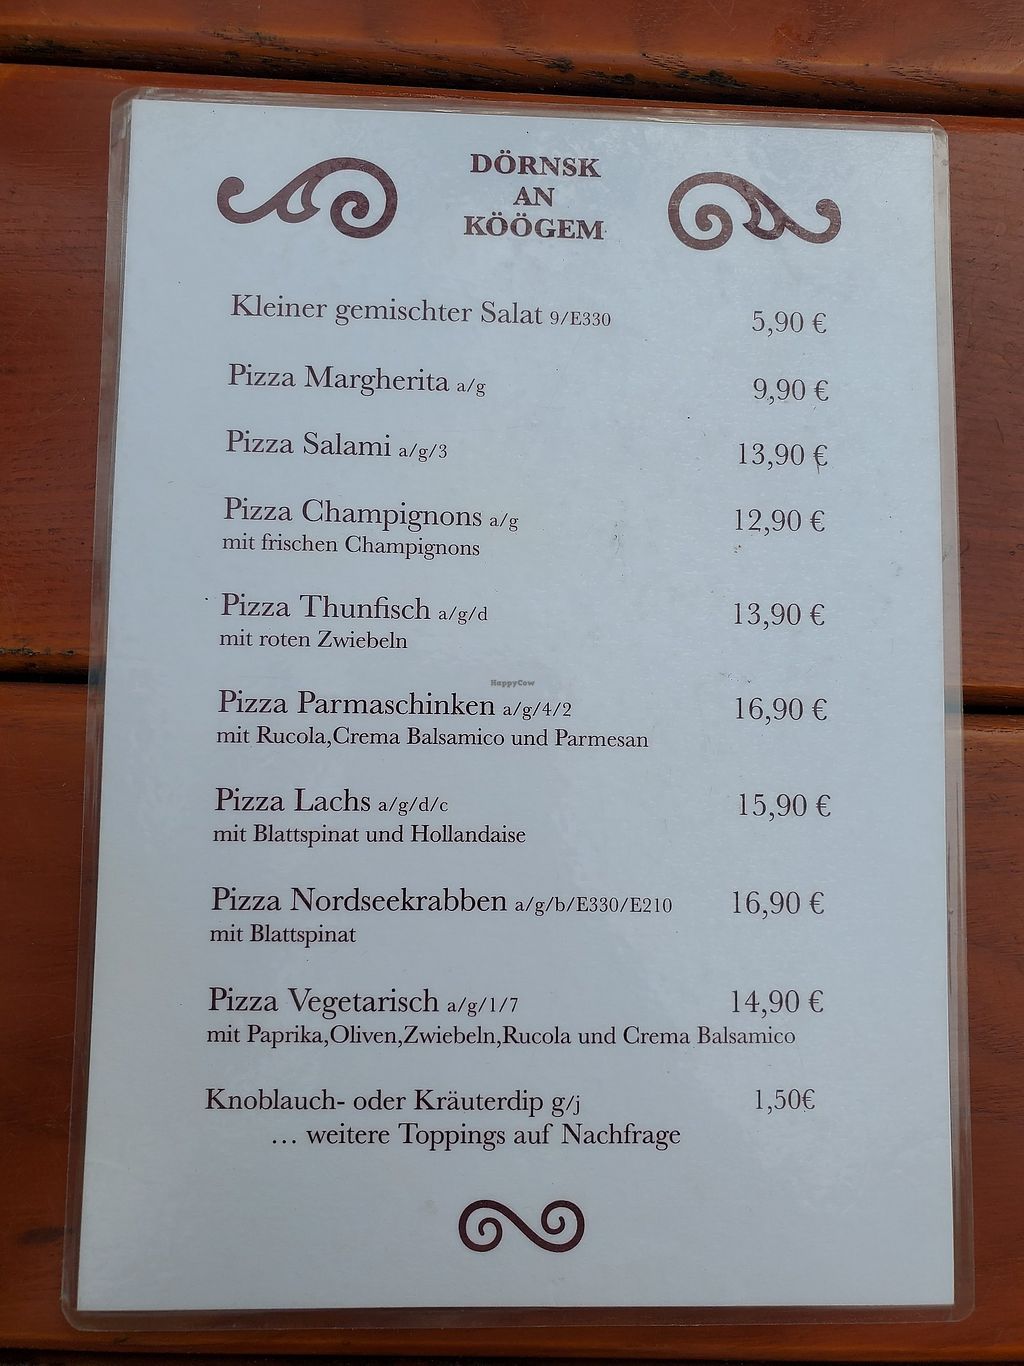 DÖRNSK
AN
KÖÖGEM
Kleiner gemischter Salat 9/E330 5,90 €
Pizza Margherita a/g 9,90 €
Pizza Salami a/g/3 13,90 €
Pizza Champignons a/g 12,90 €
mit frischen Champignons
Pizza Thunfisch a/g/d 13,90 €
mit roten Zwiebeln
HappyCow
Pizza Parmaschinken a/g/4/2 16,90 €
mit Rucola,Crema Balsamico und Parmesan
Pizza Lachs a/g/d/c 15,90 €
mit Blattspinat und Hollandaise
Pizza Nordseekrabben a/g/b/E330/E210 16,90 €
mit Blattspinat
Pizza Vegetarisch a/g/1/7 14,90 €
mit Paprika,Oliven,Zwiebeln,Rucola und Crema Balsamico
Knoblauch- oder Kräuterdip g/j 1,50€
... weitere Toppings auf Nachfrage